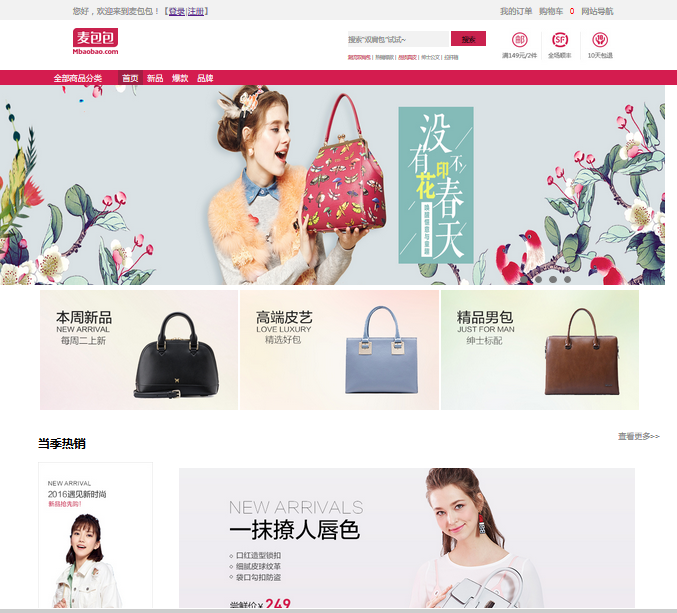 您好，欢迎来到麦包包！【登录|注册】
我的订单 购物车 0 网站导航
麦包包
Mbaobao.com
搜索"双肩包"试试~
搜索
邮
满149元/2件
SF
全场顺丰
10天包退
全部商品分类 首页 新品 爆款 品牌
没有不
印花
春天
本周新品
NEW ARRIVAL
每周二上新
高端皮艺
LOVE LUXURY
精选好包
精品男包
JUST FOR MAN
绅士标配
当季热销
查看更多>>
NEW ARRIVAL
2016遇见新时尚
新品抢先购！
NEW ARRIVALS
一抹撩人唇色
口红造型锁扣
细腻皮球纹革
袋口勾扣防盗
尝鲜价￥249